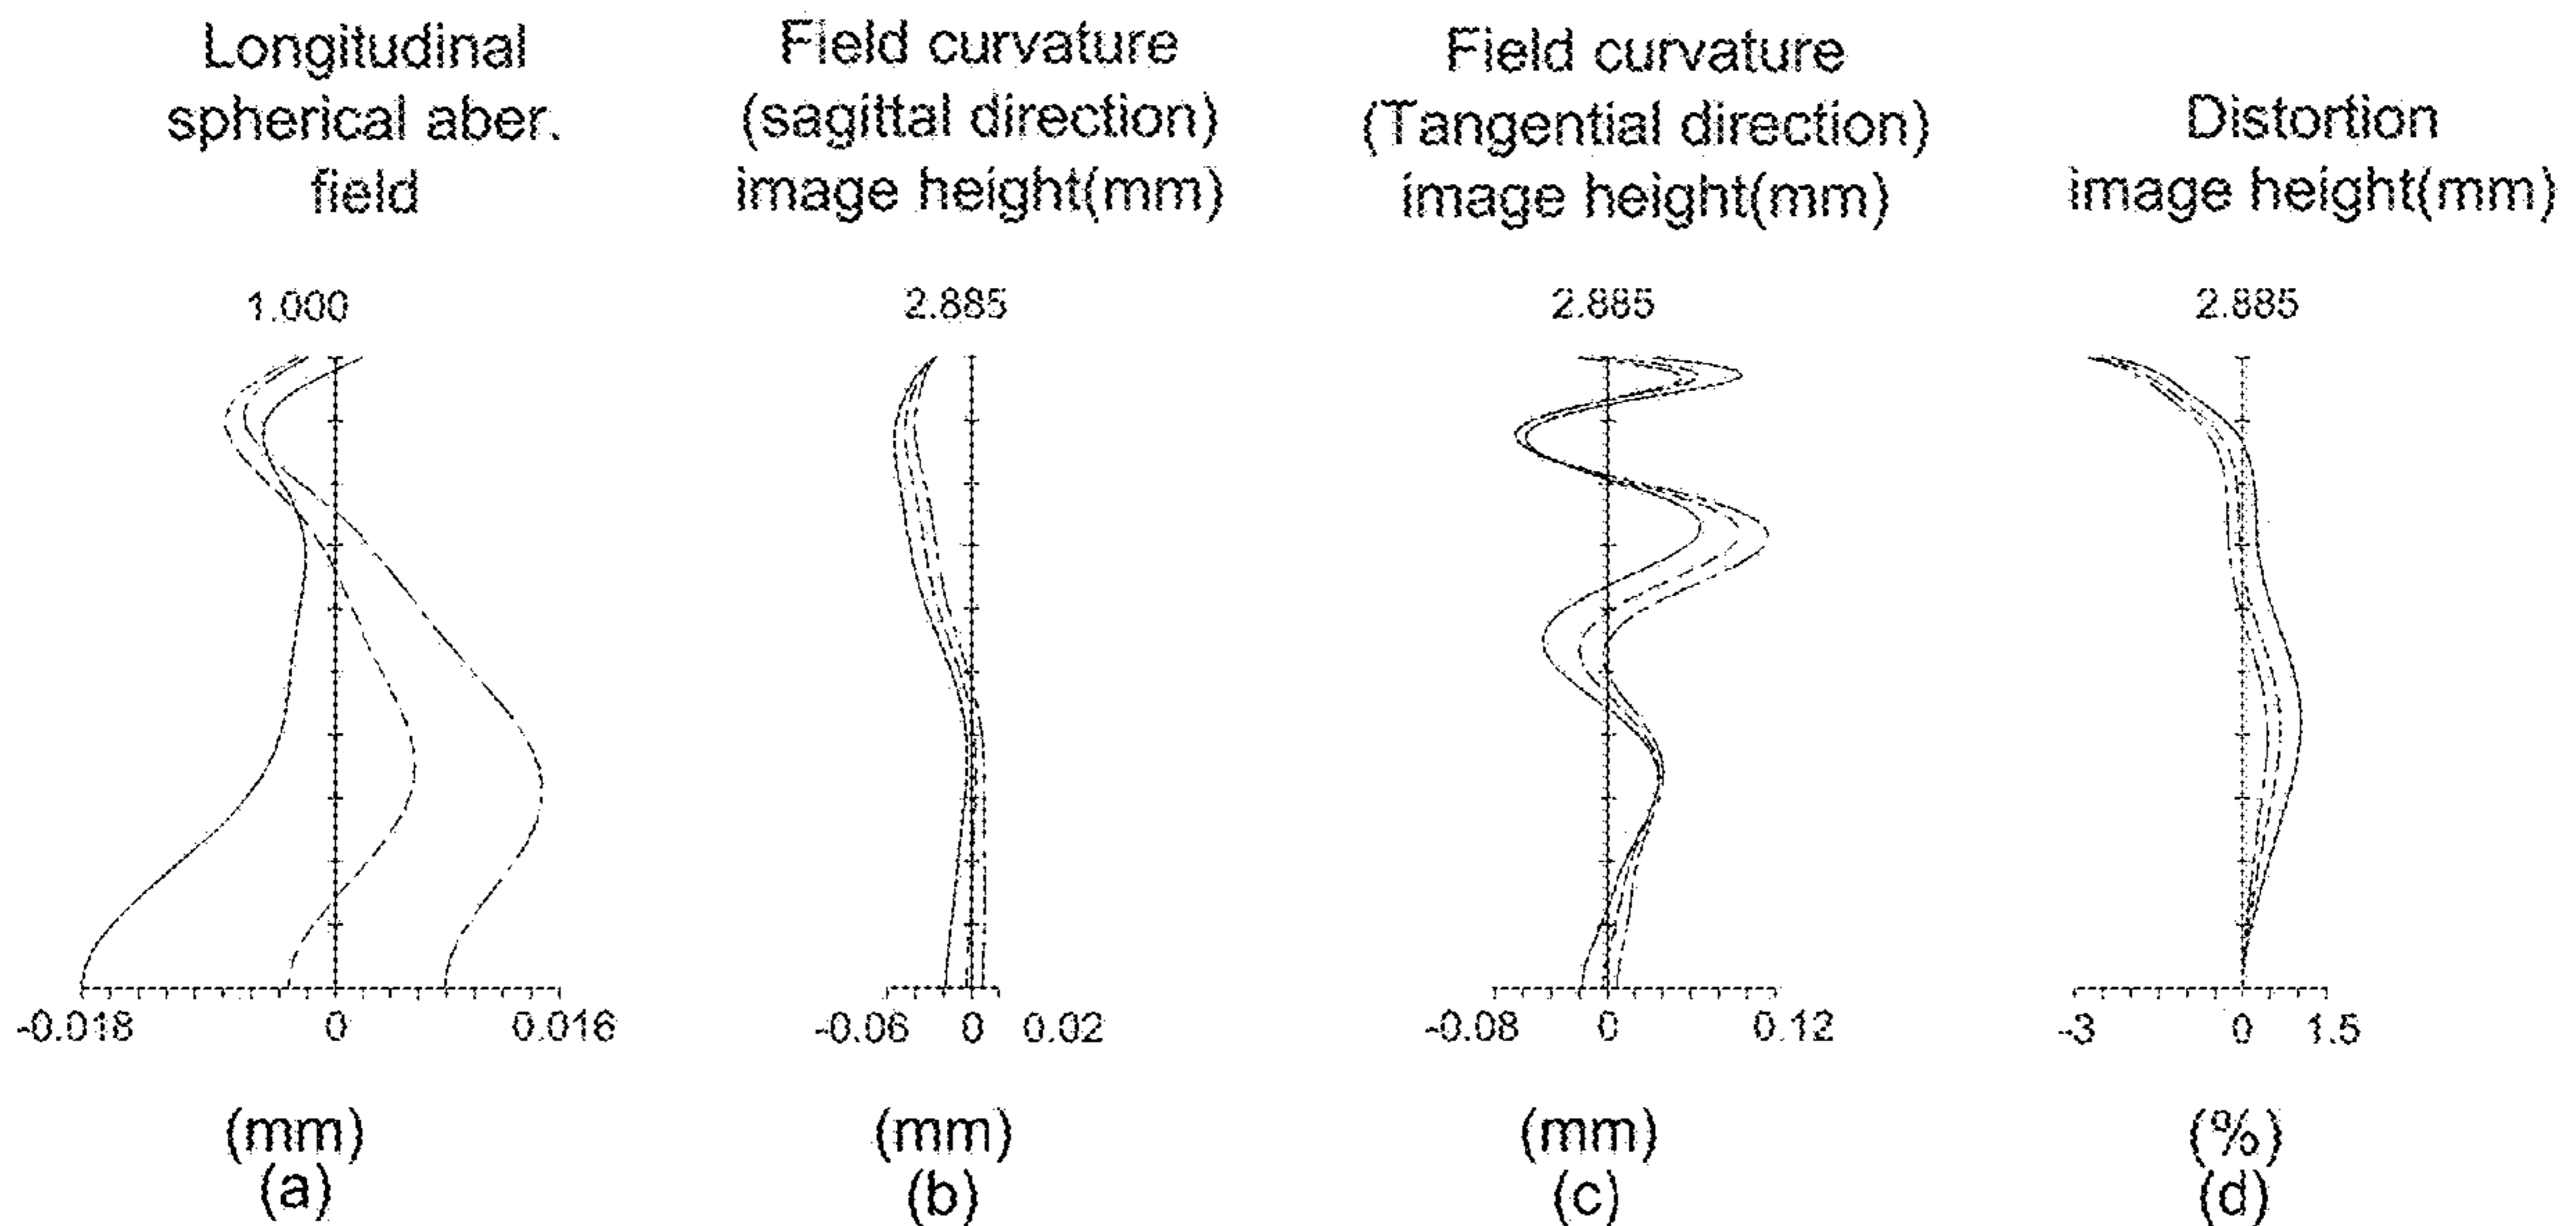 Longitudinal
spherical aber.
field
1.000
-0.018 0 0.016
(mm)
(a)
Field curvature
(sagittal direction)
image height(mm)
2.885
-0.06 0 0.02
(mm)
(b)
Field curvature
(Tangential direction)
image height(mm)
2.885
-0.08 0 0.12
(mm)
(c)
Distortion
image height(mm)
2.885
-3 0 1.5
(%)
(d)